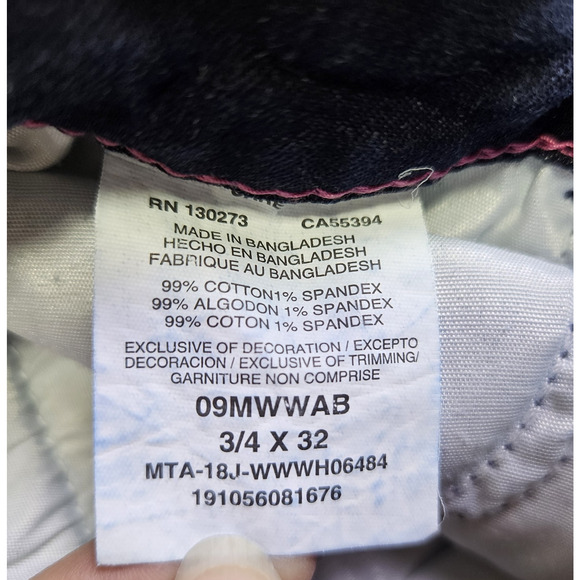 RN 130273 CA55394
MADE IN BANGLADESH
HECHO EN BANGLADESH
FABRIQUE AU BANGLADESH
99% COTTON1% SPANDEX
99% ALGODON 1% SPANDEX
99% COTON 1% SPANDEX
EXCLUSIVE OF DECORATION / EXCEPTO
DECORACION / EXCLUSIVE OF TRIMMING/
GARNITURE NON COMPRISE
09MWWAB
3/4 X 32
MTA-18J-WWWH06484
191056081676